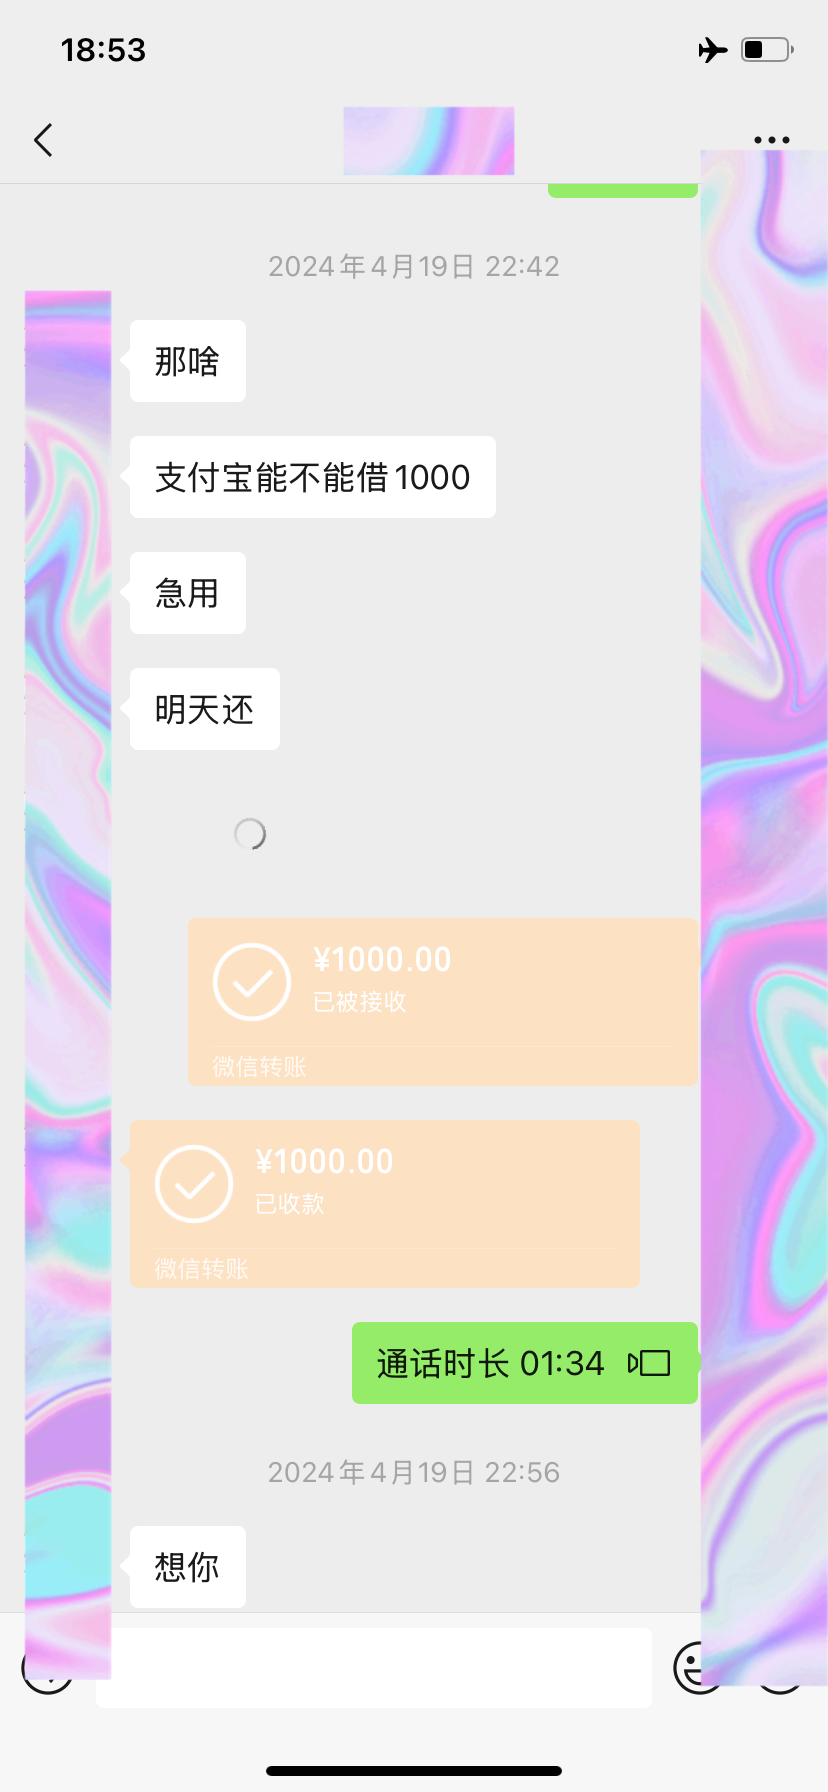 18:53
2024年4月19日 22:42
那啥
支付宝能不能借1000
急用
明天还
¥1000.00
已被接收
微信转账
¥1000.00
已收款
微信转账
通话时长 01:34
2024年4月19日 22:56
想你